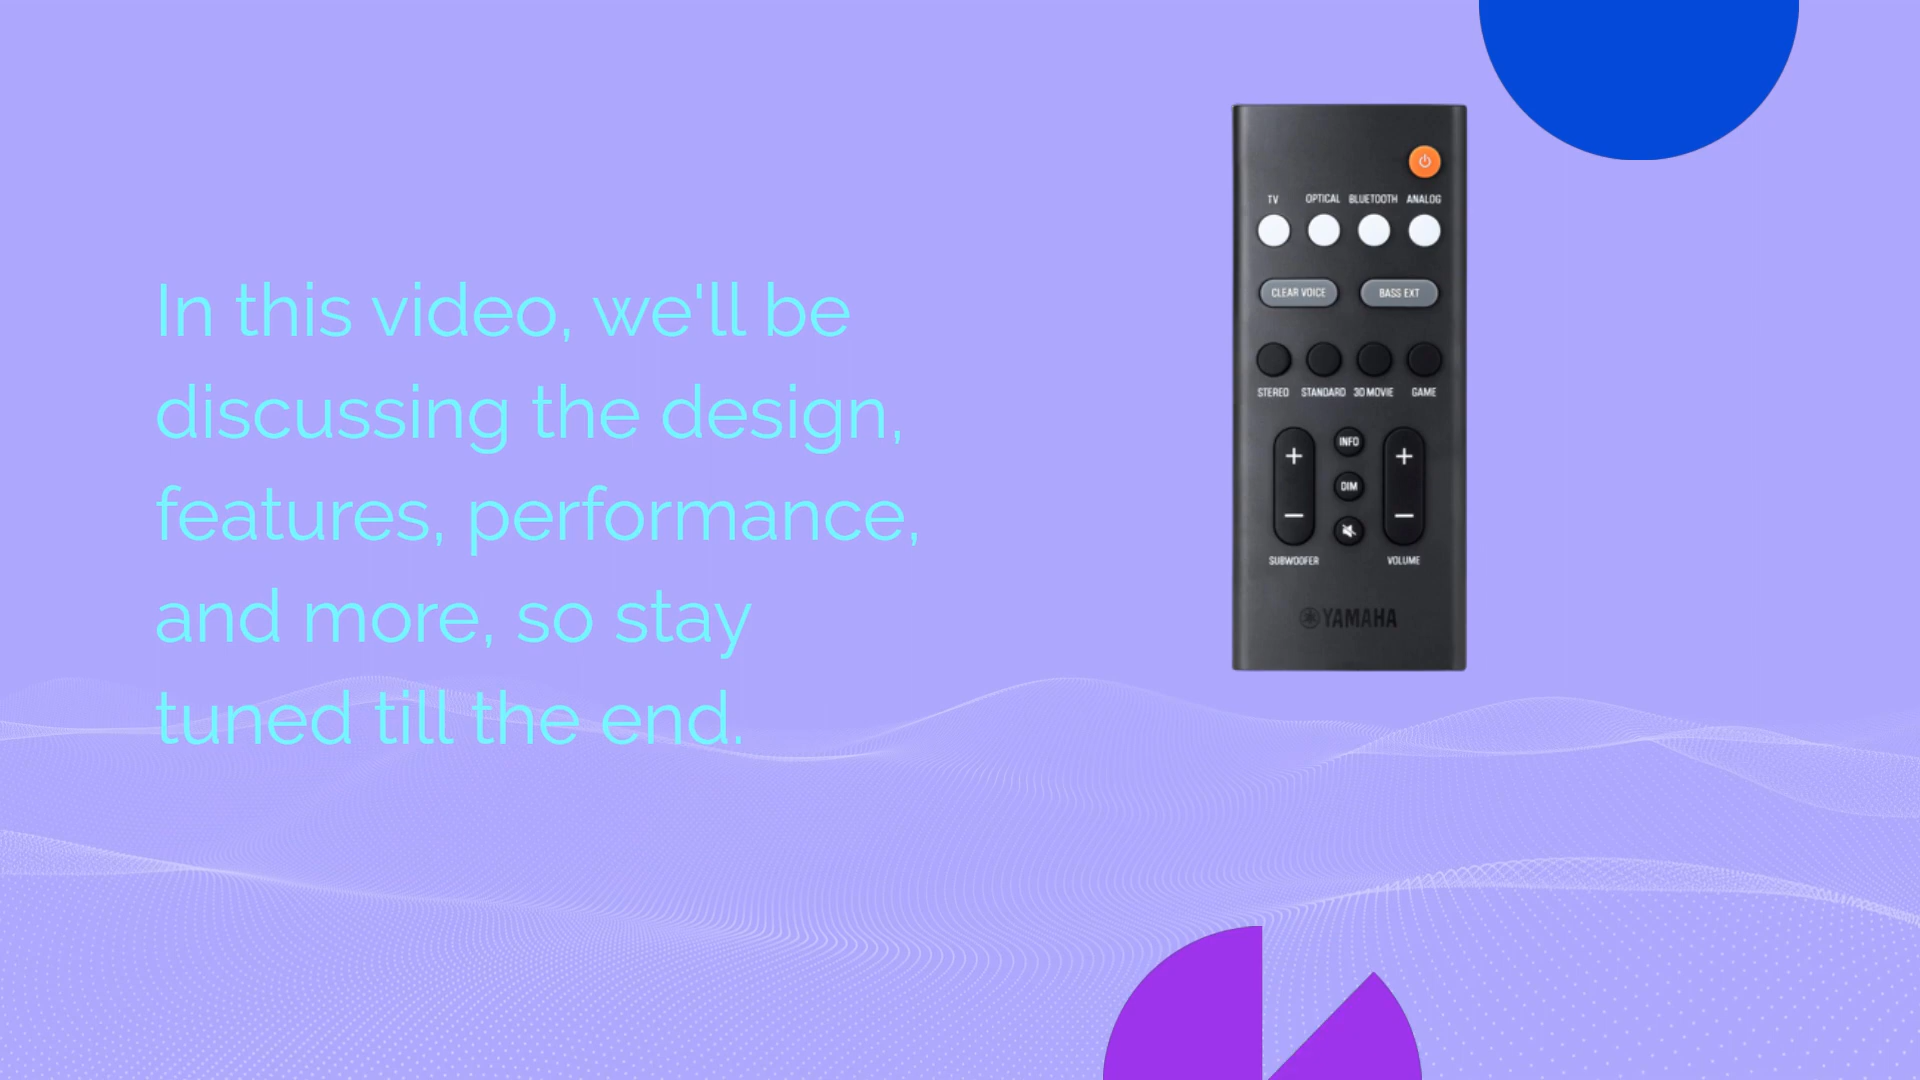 In this video, we'll be
discussing the design,
features, performance,
and more, so stay
tuned till the end.
TV OPTICAL BLUETOOTH ANALOG
CLEAR VOICE BASS EXT
STEREO STANDARD 3D MOVIE GAME
+ INFO +
DIM
– –
SUBWOOFER VOLUME
YAMAHA